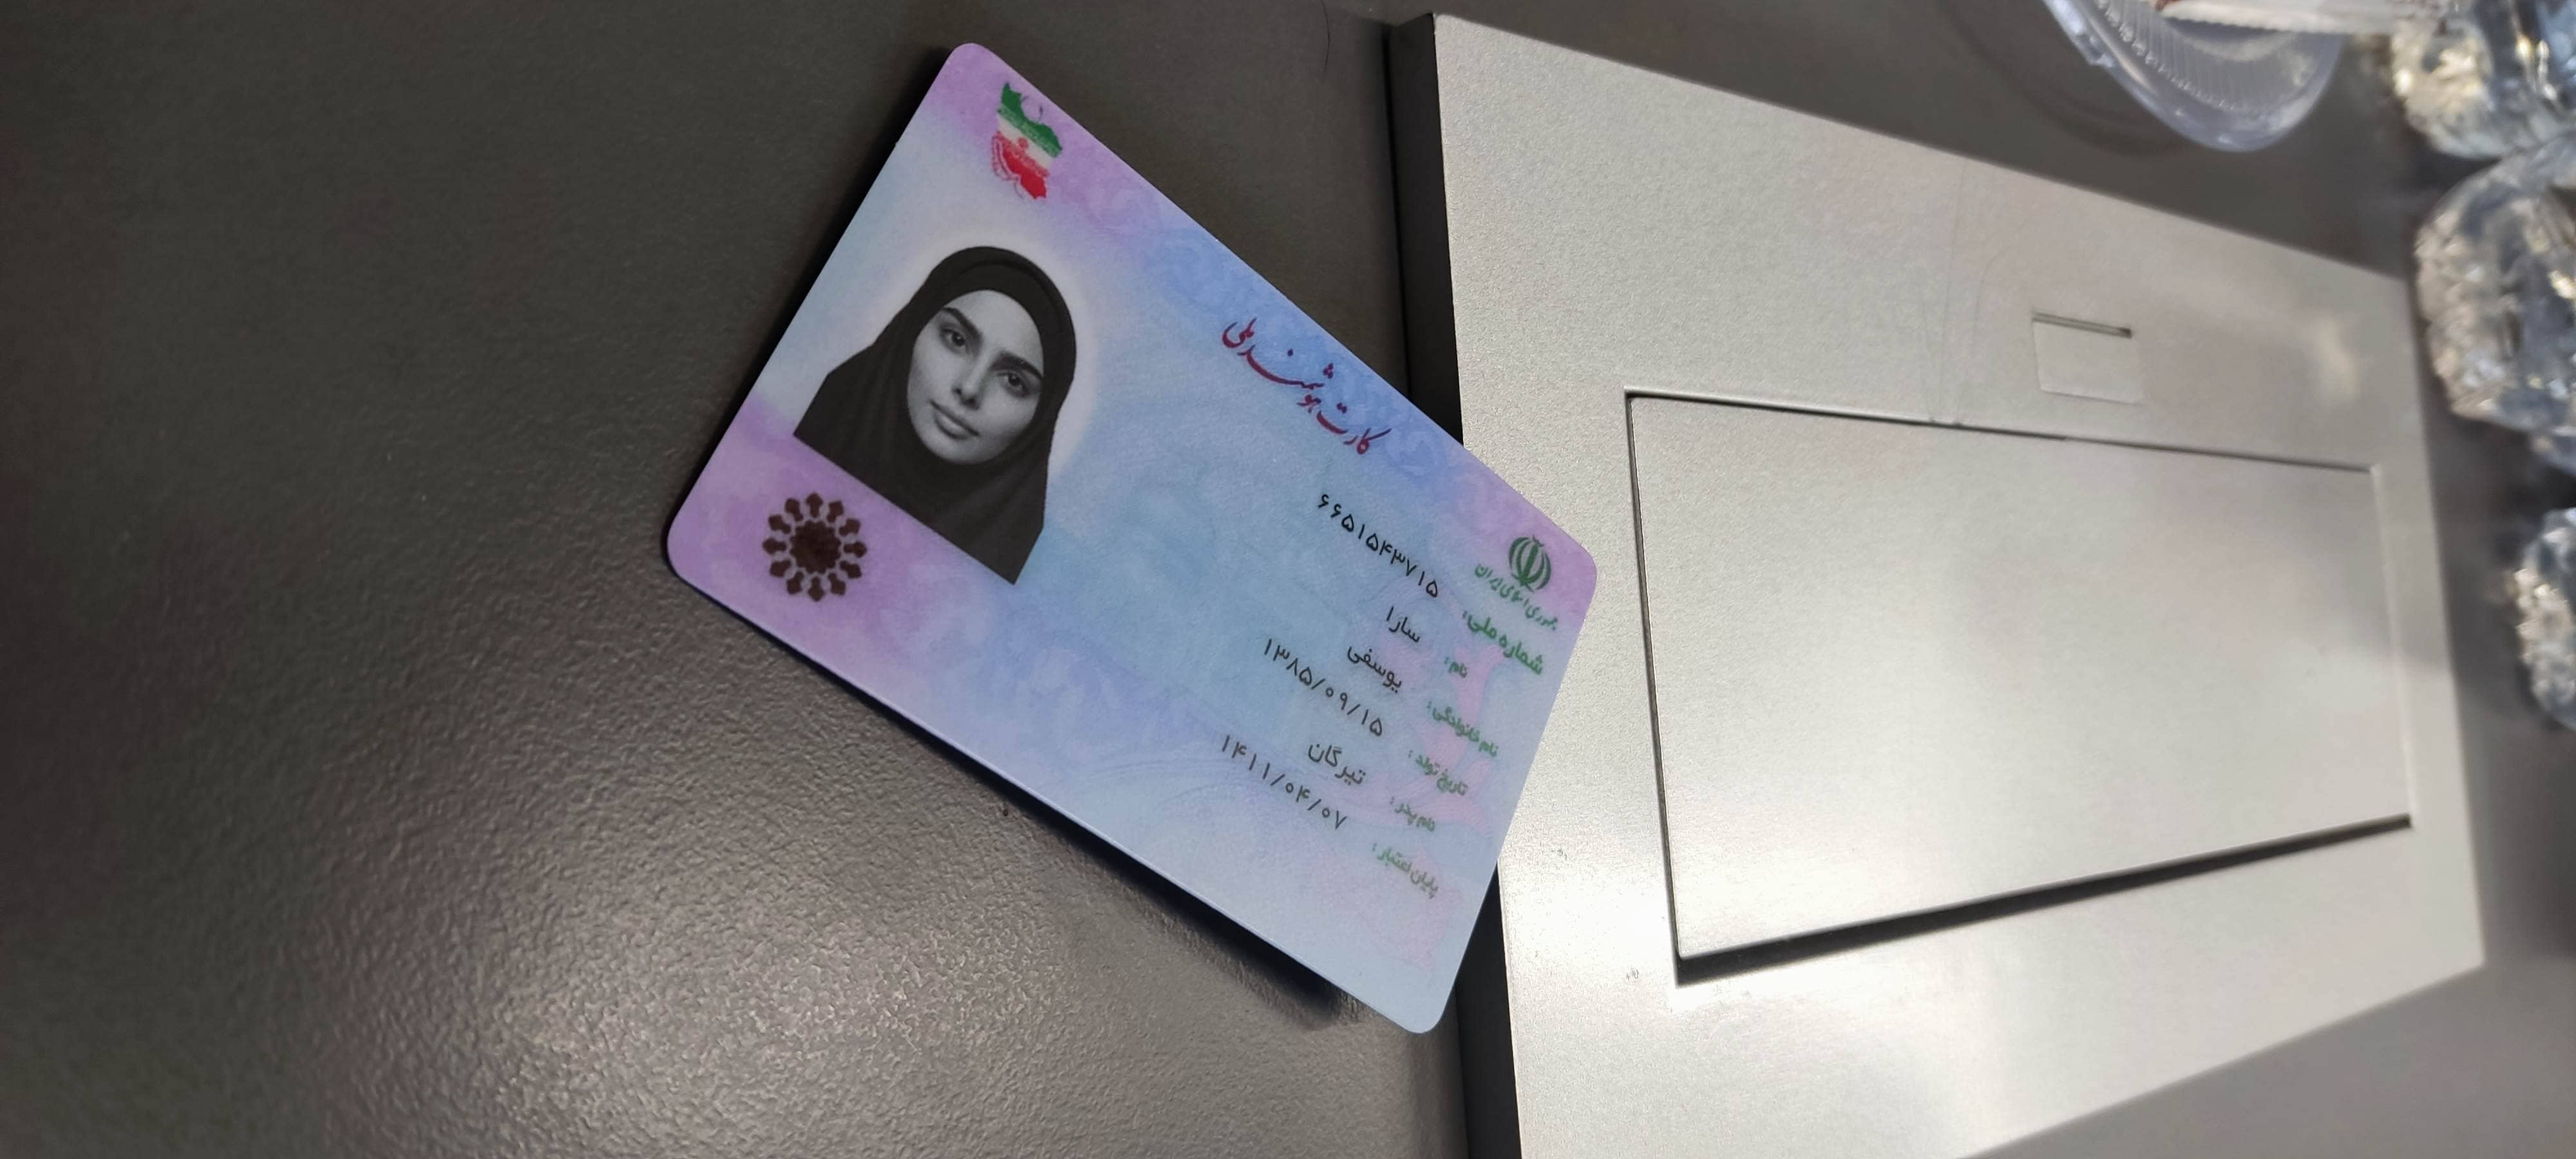 کارت هوشمند ملی
جمهوری اسلامی ایران
شماره ملی: ۶۶۵۱۵۴۳۷۱۵
نام: سارا
نام خانوادگی: یوسفی
تاریخ تولد: ۱۳۸۵/۰۹/۱۵
نام پدر: تیرگان
پایان اعتبار: ۱۴۱۱/۰۴/۰۷